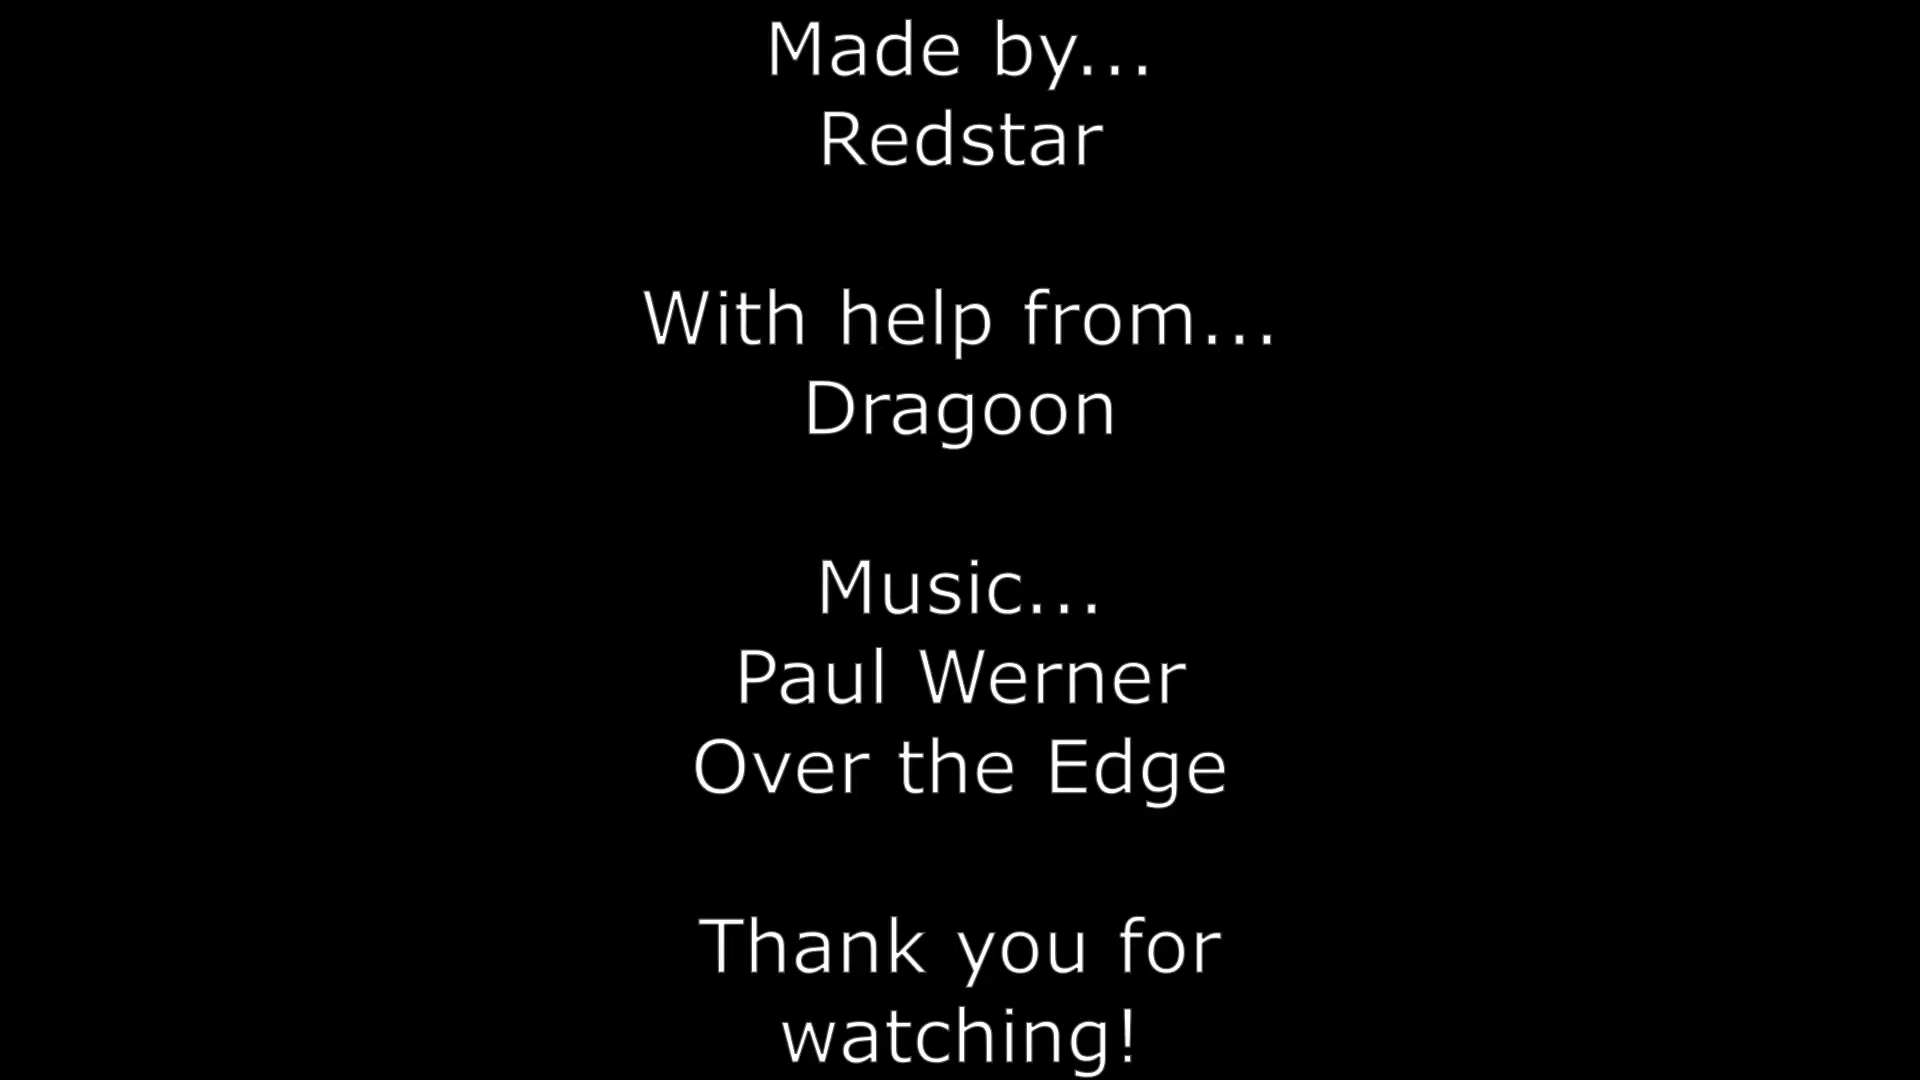 Made by...
Redstar
With help from...
Dragoon
Music...
Paul Werner
Over the Edge
Thank you for
watching!